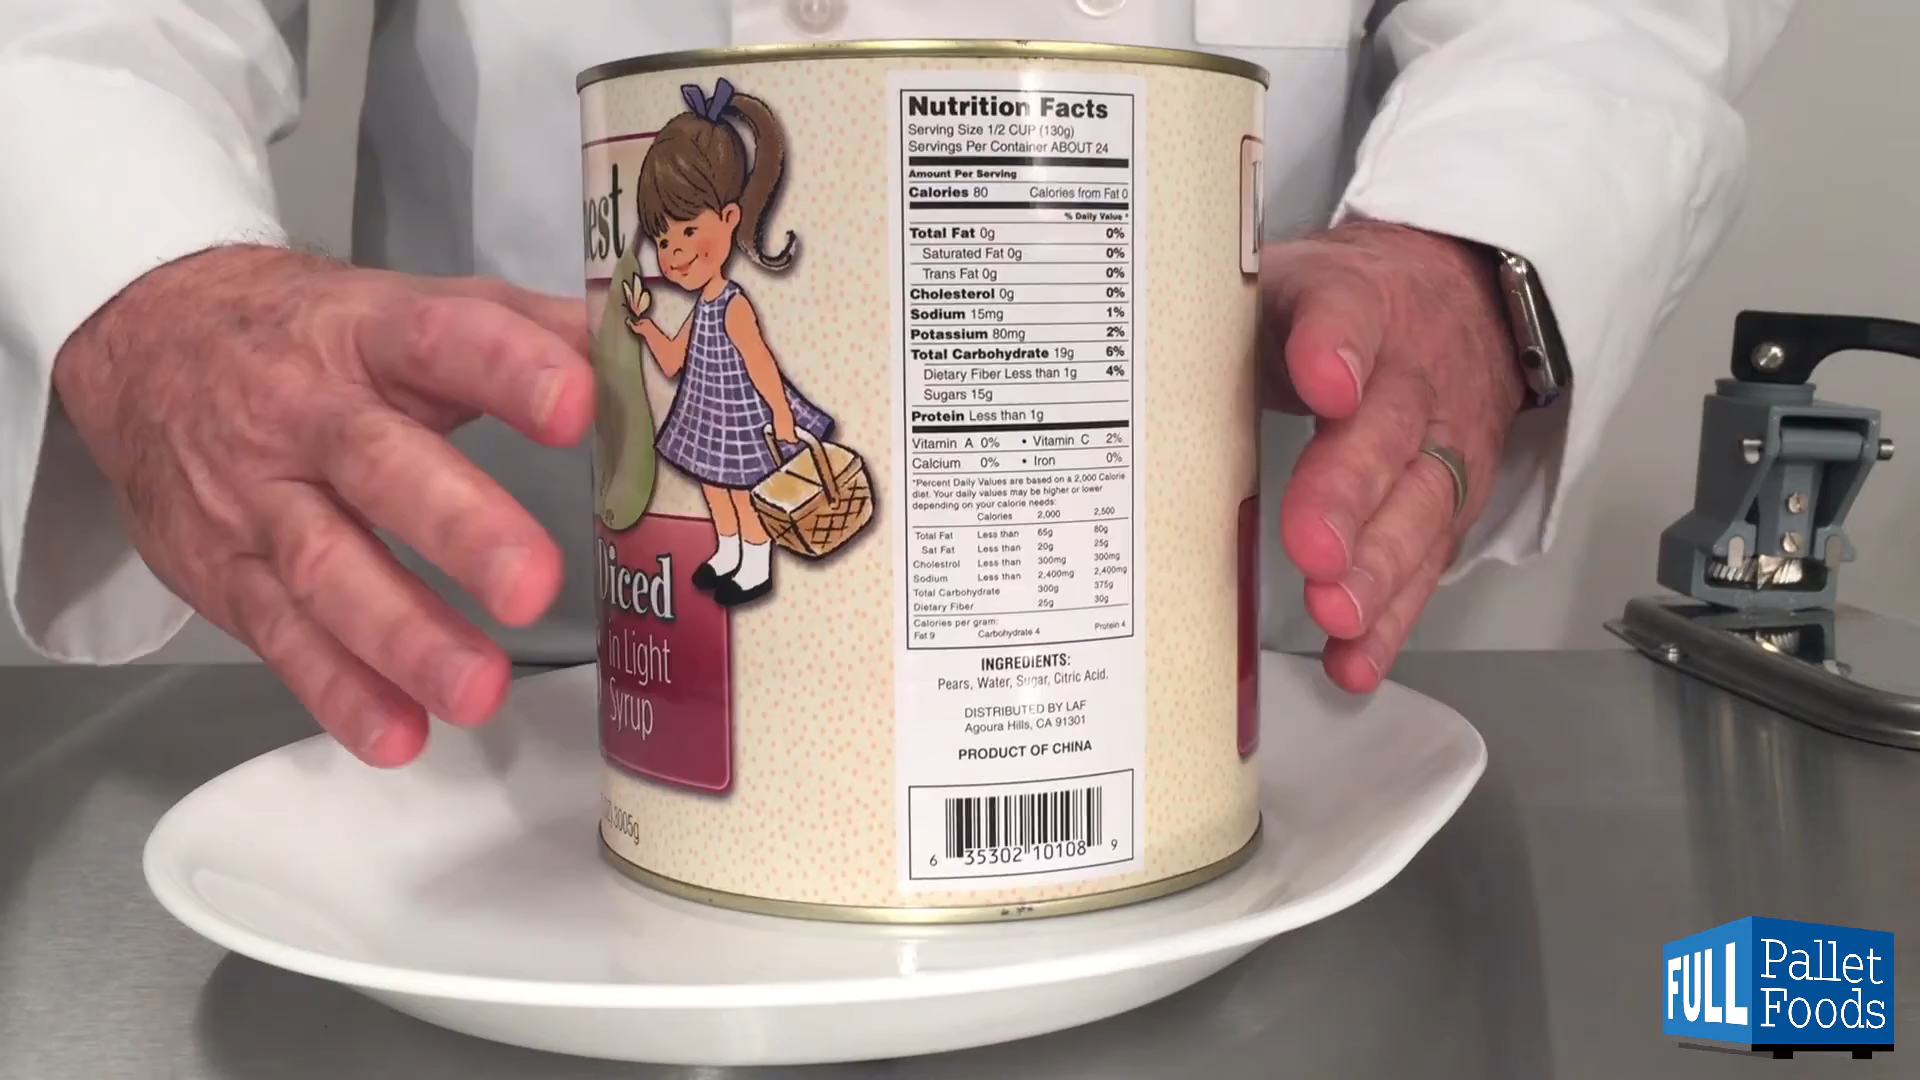 est
Diced
in Light
Syrup
3005g
Nutrition Facts
Serving Size 1/2 CUP (130g)
Servings Per Container ABOUT 24
Amount Per Serving
Calories 80 Calories from Fat 0
% Daily Value *
Total Fat 0g 0%
Saturated Fat 0g 0%
Trans Fat 0g 0%
Cholesterol 0g 0%
Sodium 15mg 1%
Potassium 80mg 2%
Total Carbohydrate 19g 6%
Dietary Fiber Less than 1g 4%
Sugars 15g
Protein Less than 1g
Vitamin A 0% • Vitamin C 2%
Calcium 0% • Iron 0%
*Percent Daily Values are based on a 2,000 Calorie
diet. Your daily values may be higher or lower
depending on your calorie needs:
Calories 2,000 2,500
Total Fat Less than 65g 80g
Sat Fat Less than 20g 25g
Cholestrol Less than 300mg 300mg
Sodium Less than 2,400mg 2,400mg
Total Carbohydrate 300g 375g
Dietary Fiber 25g 30g
Calories per gram:
Fat 9 Carbohydrate 4 Protein 4
INGREDIENTS:
Pears, Water, Sugar, Citric Acid.
DISTRIBUTED BY LAF
Agoura Hills, CA 91301
PRODUCT OF CHINA
6 35302 10108 9
FULL Pallet
Foods